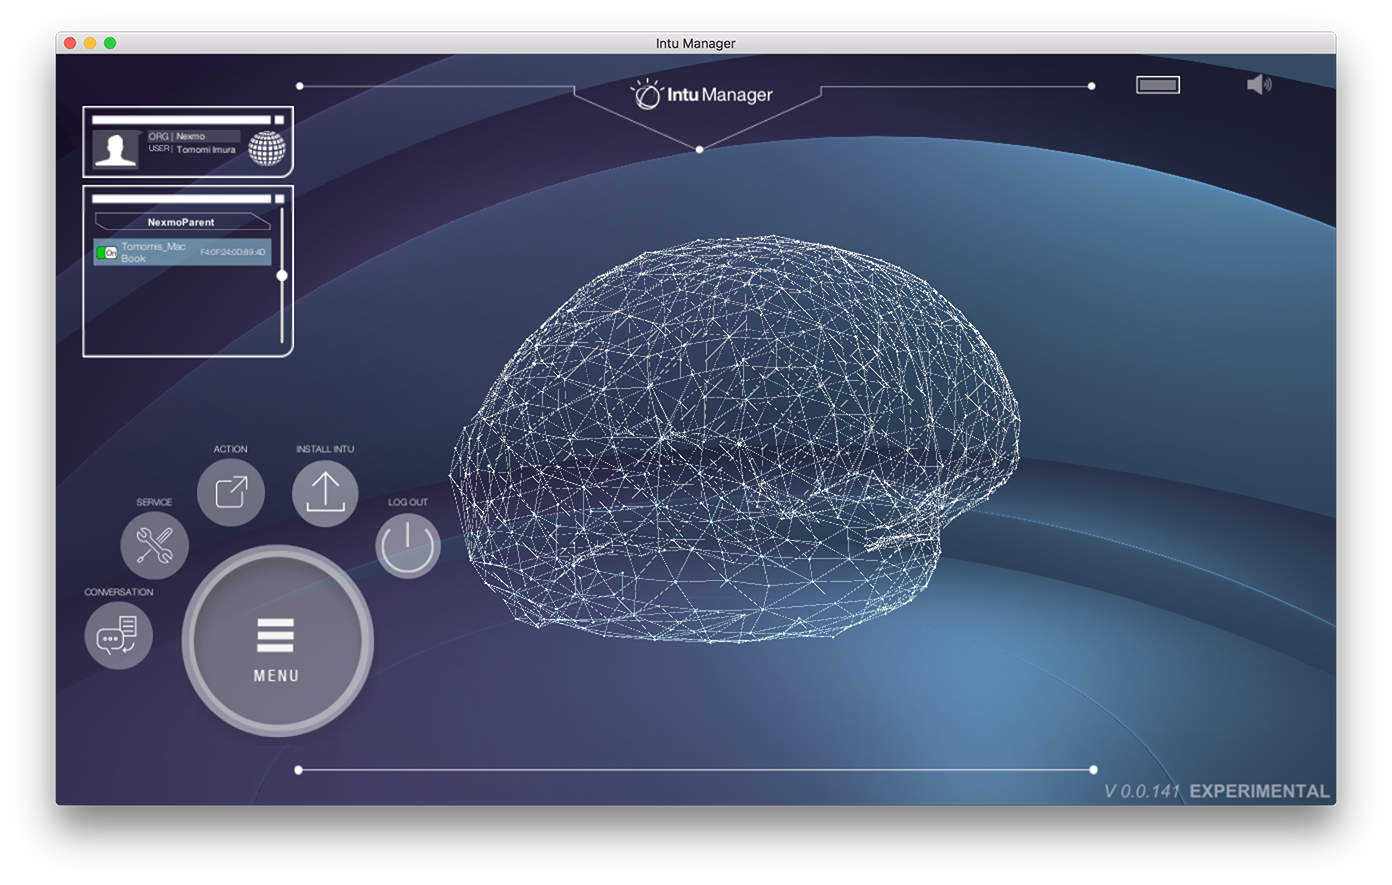 Intu Manager
Intu Manager
ORG | Nexmo
USER | Tomomi Imura
NexmoParent
On
Tomomis_Mac
Book
F4:0F:24:0D:89:4D
ACTION
INSTALL INTU
SERVICE
LOG OUT
CONVERSATION
MENU
V 0.0.141 EXPERIMENTAL